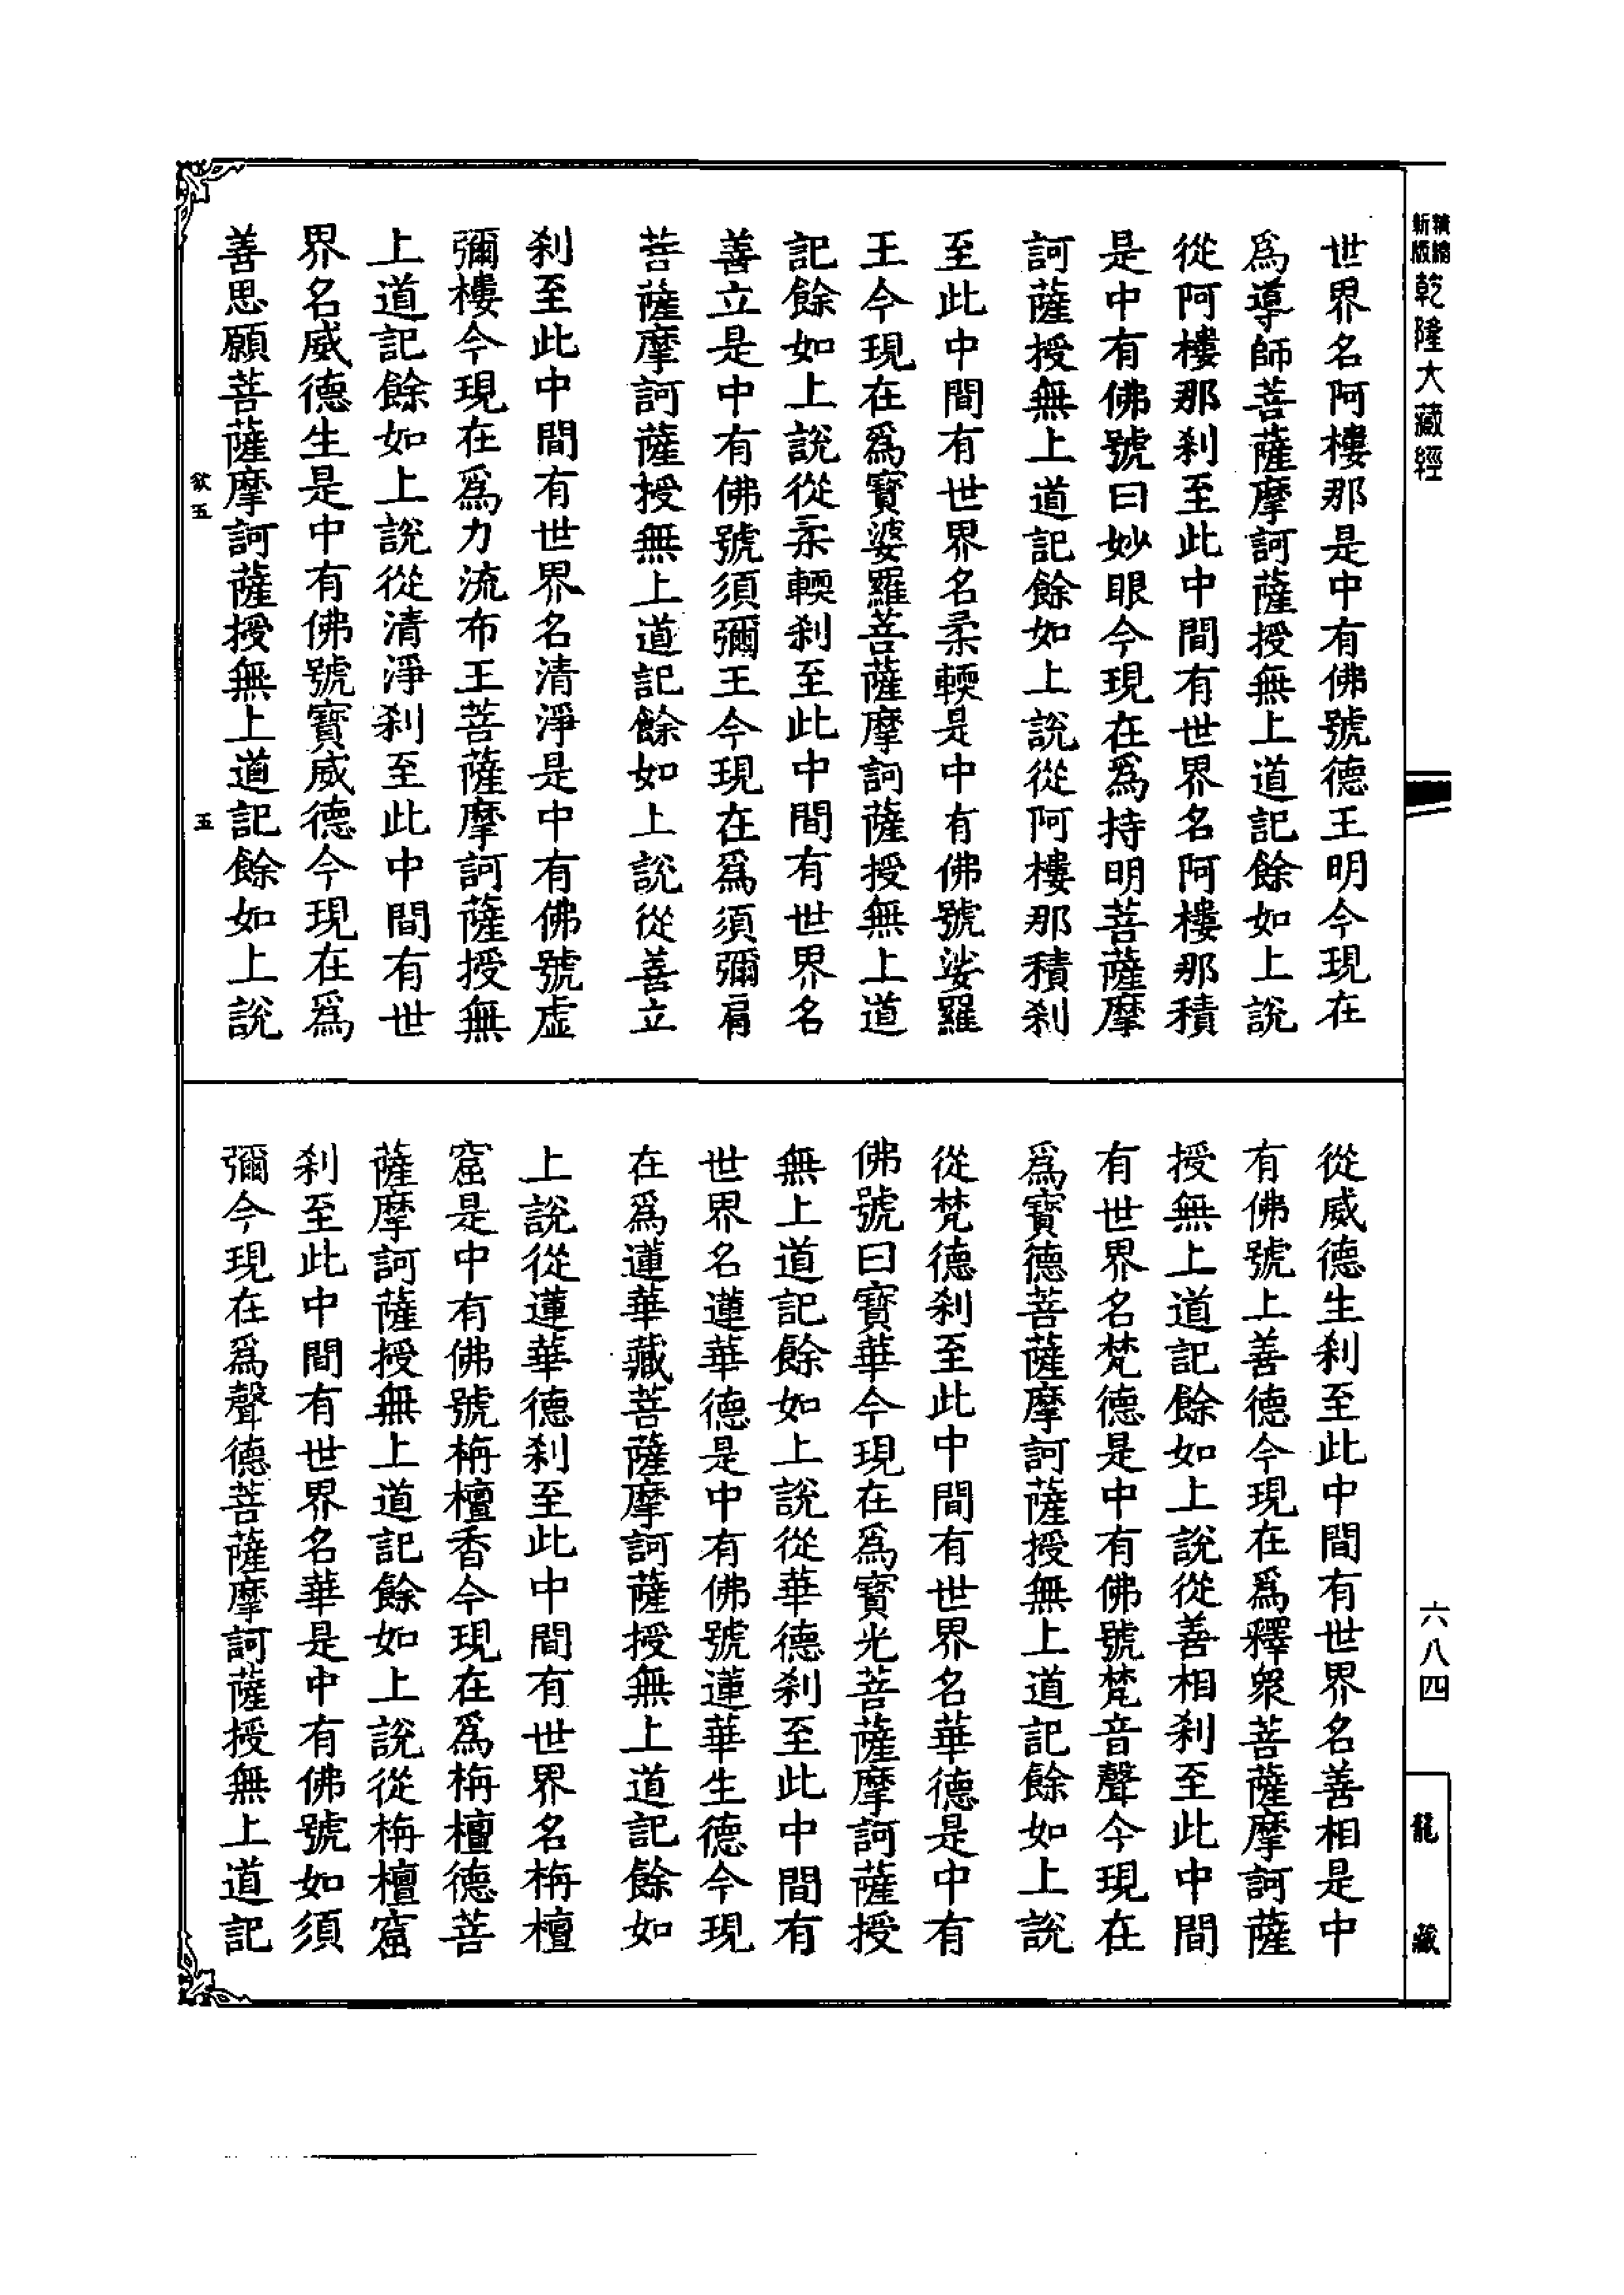 精縮
新版
乾隆大藏經
六八四
龍藏
世界名阿樓那是中有佛號德王明今現在
爲導師菩薩摩訶薩授無上道記餘如上說
從阿樓那刹至此中間有世界名阿樓那積
是中有佛號曰妙眼今現在爲持明菩薩摩
訶薩授無上道記餘如上說從阿樓那積刹
至此中間有世界名柔輭是中有佛號娑羅
王今現在爲寶婆羅菩薩摩訶薩授無上道
記餘如上說從柔輭刹至此中間有世界名
善立是中有佛號須彌王今現在爲須彌肩
菩薩摩訶薩授無上道記餘如上說從善立
刹至此中間有世界名清淨是中有佛號虛
彌樓今現在爲力流布王菩薩摩訶薩授無
上道記餘如上說從清淨刹至此中間有世
界名威德生是中有佛號寶威德今現在爲
善思願菩薩摩訶薩授無上道記餘如上說
五
五
從威德生刹至此中間有世界名善相是中
有佛號上善德今現在爲釋衆菩薩摩訶薩
授無上道記餘如上說從善相刹至此中間
有世界名梵德是中有佛號梵音聲今現在
爲寶德菩薩摩訶薩授無上道記餘如上說
從梵德刹至此中間有世界名華德是中有
佛號曰寶華今現在爲寶光菩薩摩訶薩授
無上道記餘如上說從華德刹至此中間有
世界名蓮華德是中有佛號蓮華生德今現
在爲蓮華藏菩薩摩訶薩授無上道記餘如
上說從蓮華德刹至此中間有世界名栴檀
窟是中有佛號栴檀香今現在爲栴檀德菩
薩摩訶薩授無上道記餘如上說從栴檀窟
刹至此中間有世界名華是中有佛號如須
彌今現在爲聲德菩薩摩訶薩授無上道記